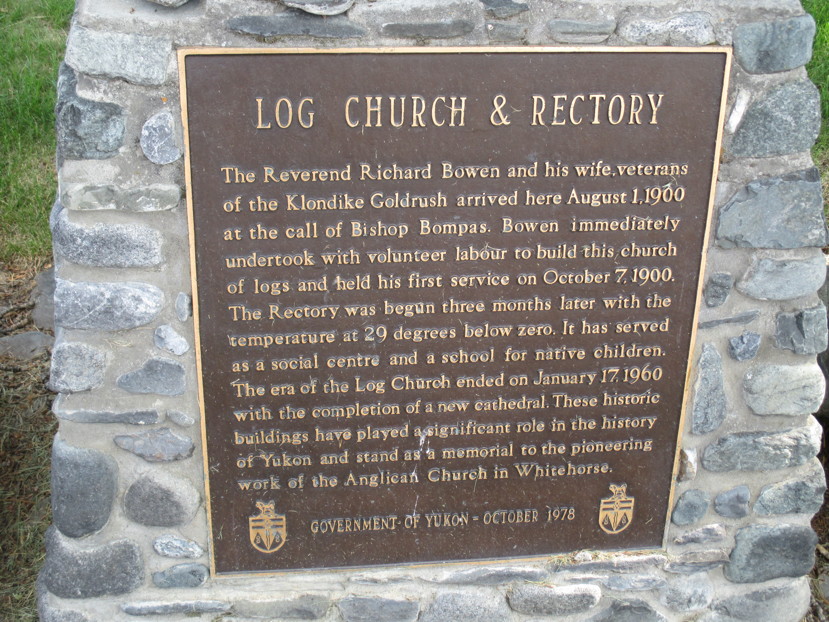 LOG CHURCH & RECTORY
The Reverend Richard Bowen and his wife, veterans
of the Klondike Goldrush arrived here August 1, 1900
at the call of Bishop Bompas. Bowen immediately
undertook with volunteer labour to build this church
of logs and held his first service on October 7, 1900.
The Rectory was begun three months later with the
temperature at 29 degrees below zero. It has served
as a social centre and a school for native children.
The era of the Log Church ended on January 17, 1960
with the completion of a new cathedral. These historic
buildings have played a significant role in the history
of Yukon and stand as a memorial to the pioneering
work of the Anglican Church in Whitehorse.
GOVERNMENT OF YUKON - OCTOBER 1978